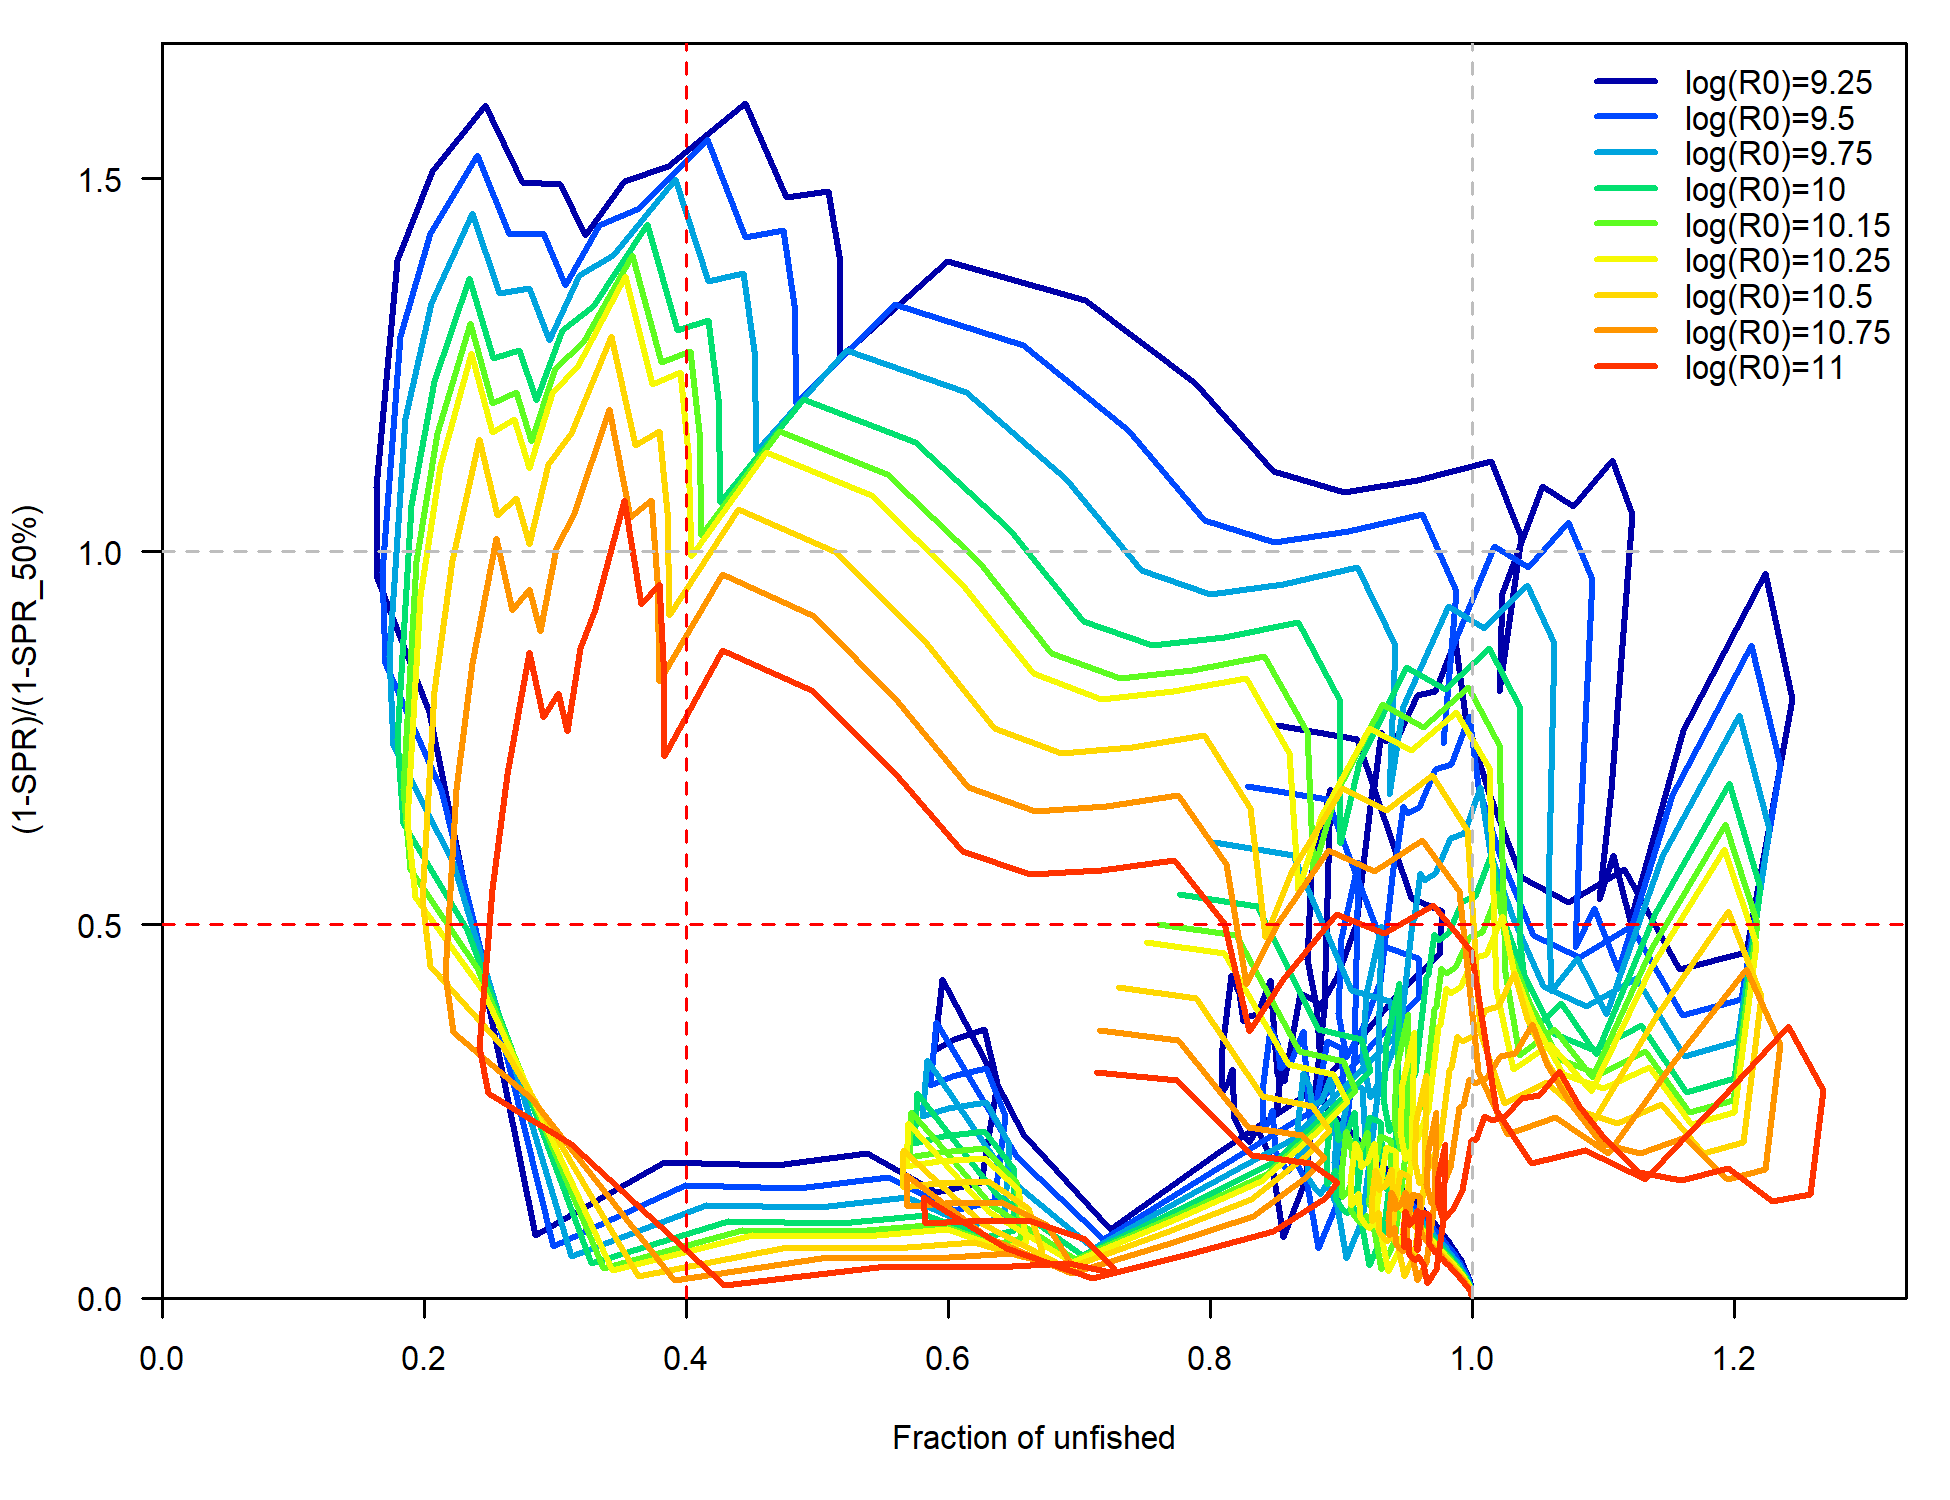 log(R0)=9.25
log(R0)=9.5
log(R0)=9.75
log(R0)=10
log(R0)=10.15
log(R0)=10.25
log(R0)=10.5
log(R0)=10.75
log(R0)=11
(1-SPR)/(1-SPR_50%)
1.5
1.0
0.5
0.0
0.0 0.2 0.4 0.6 0.8 1.0 1.2
Fraction of unfished